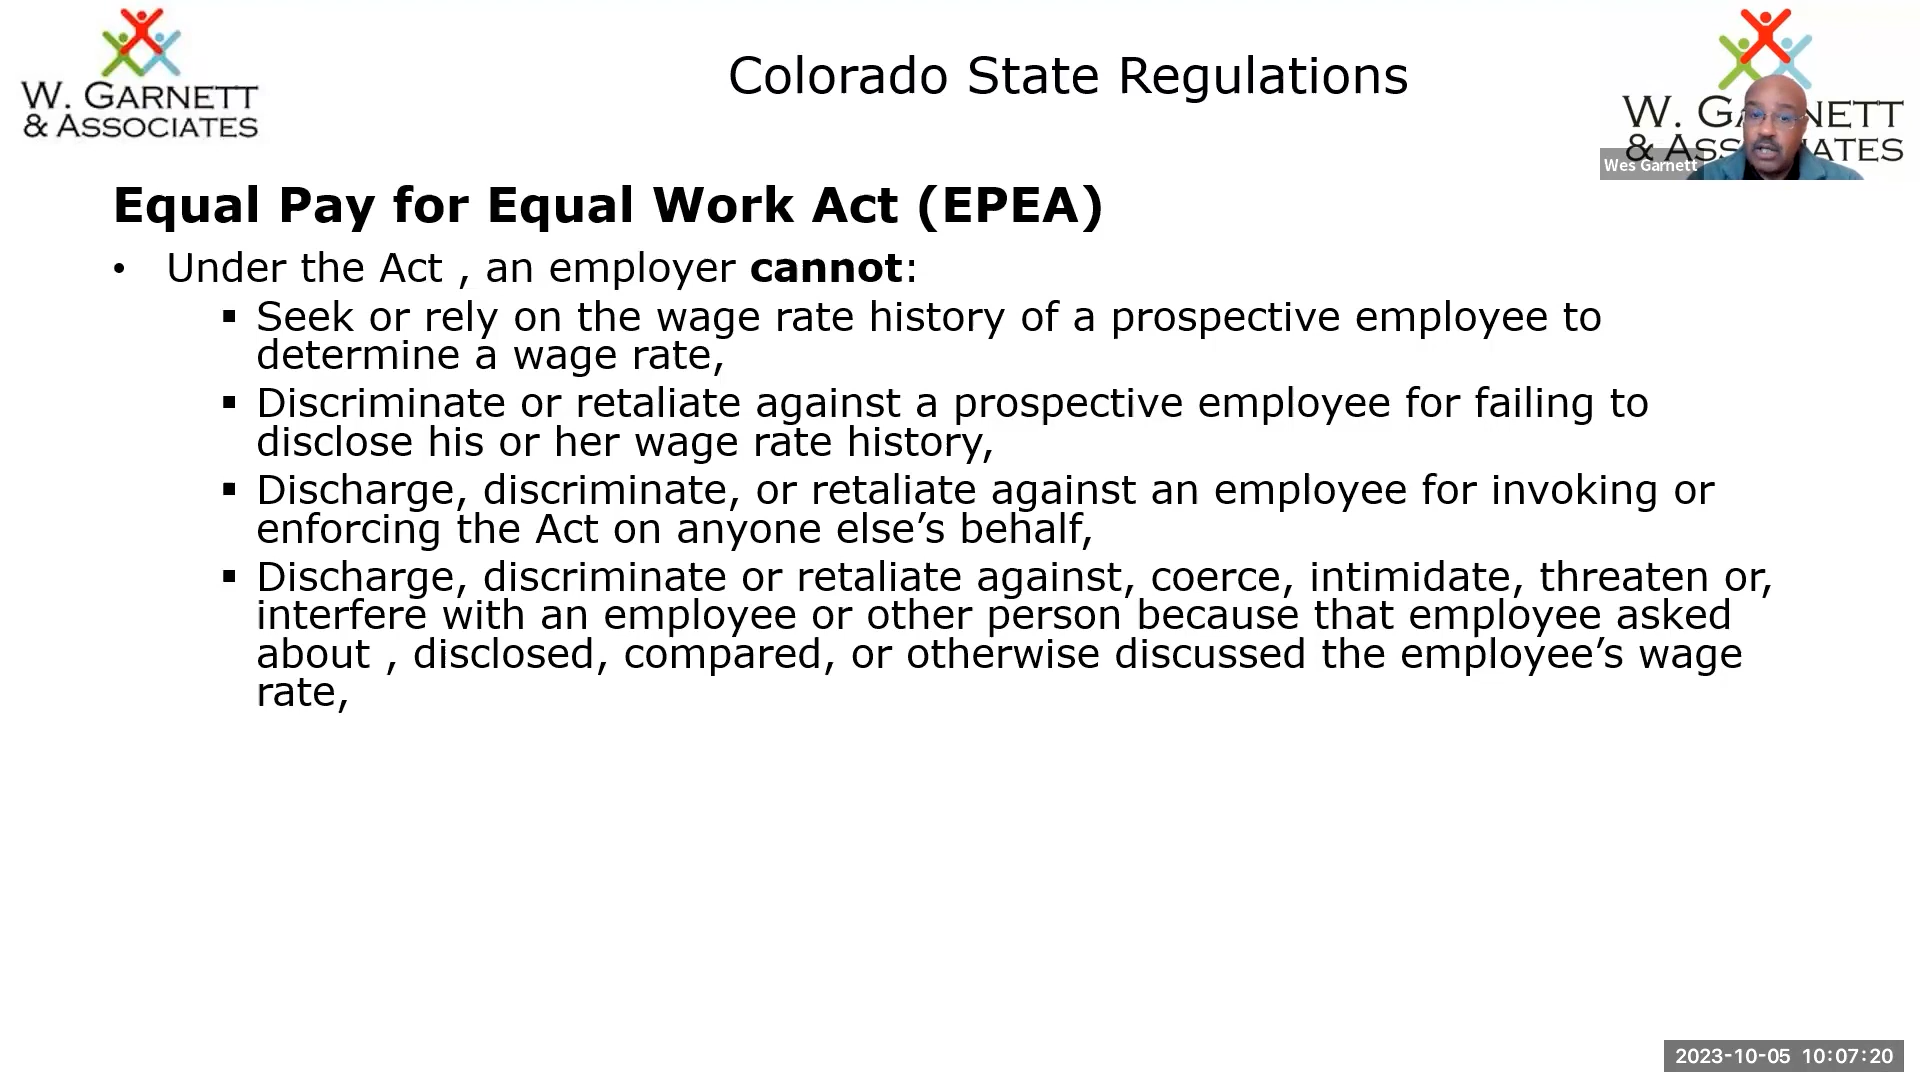 W. GARNETT
& ASSOCIATES
Colorado State Regulations
W. GARNETT
& ASSOCIATES
Wes Garnett
Equal Pay for Equal Work Act (EPEA)
• Under the Act , an employer cannot:
▪ Seek or rely on the wage rate history of a prospective employee to
determine a wage rate,
▪ Discriminate or retaliate against a prospective employee for failing to
disclose his or her wage rate history,
▪ Discharge, discriminate, or retaliate against an employee for invoking or
enforcing the Act on anyone else’s behalf,
▪ Discharge, discriminate or retaliate against, coerce, intimidate, threaten or,
interfere with an employee or other person because that employee asked
about , disclosed, compared, or otherwise discussed the employee’s wage
rate,
2023-10-05 10:07:20